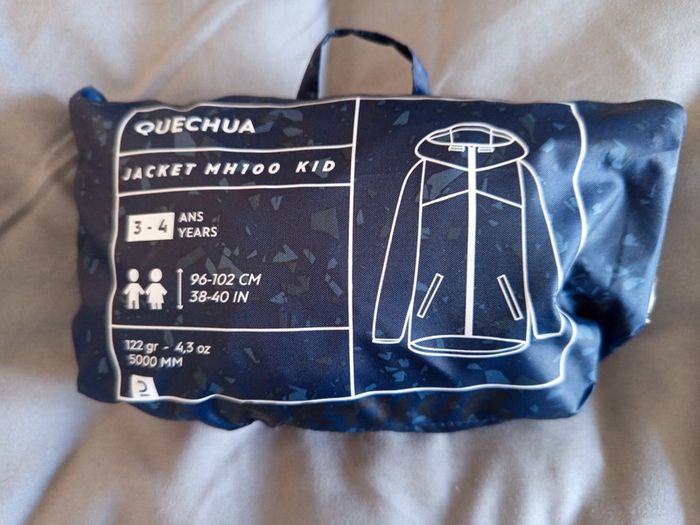 QUECHUA
JACKET MH100 KID
3 - 4 ANS
YEARS
96-102 CM
38-40 IN
122 gr - 4,3 oz
5000 MM